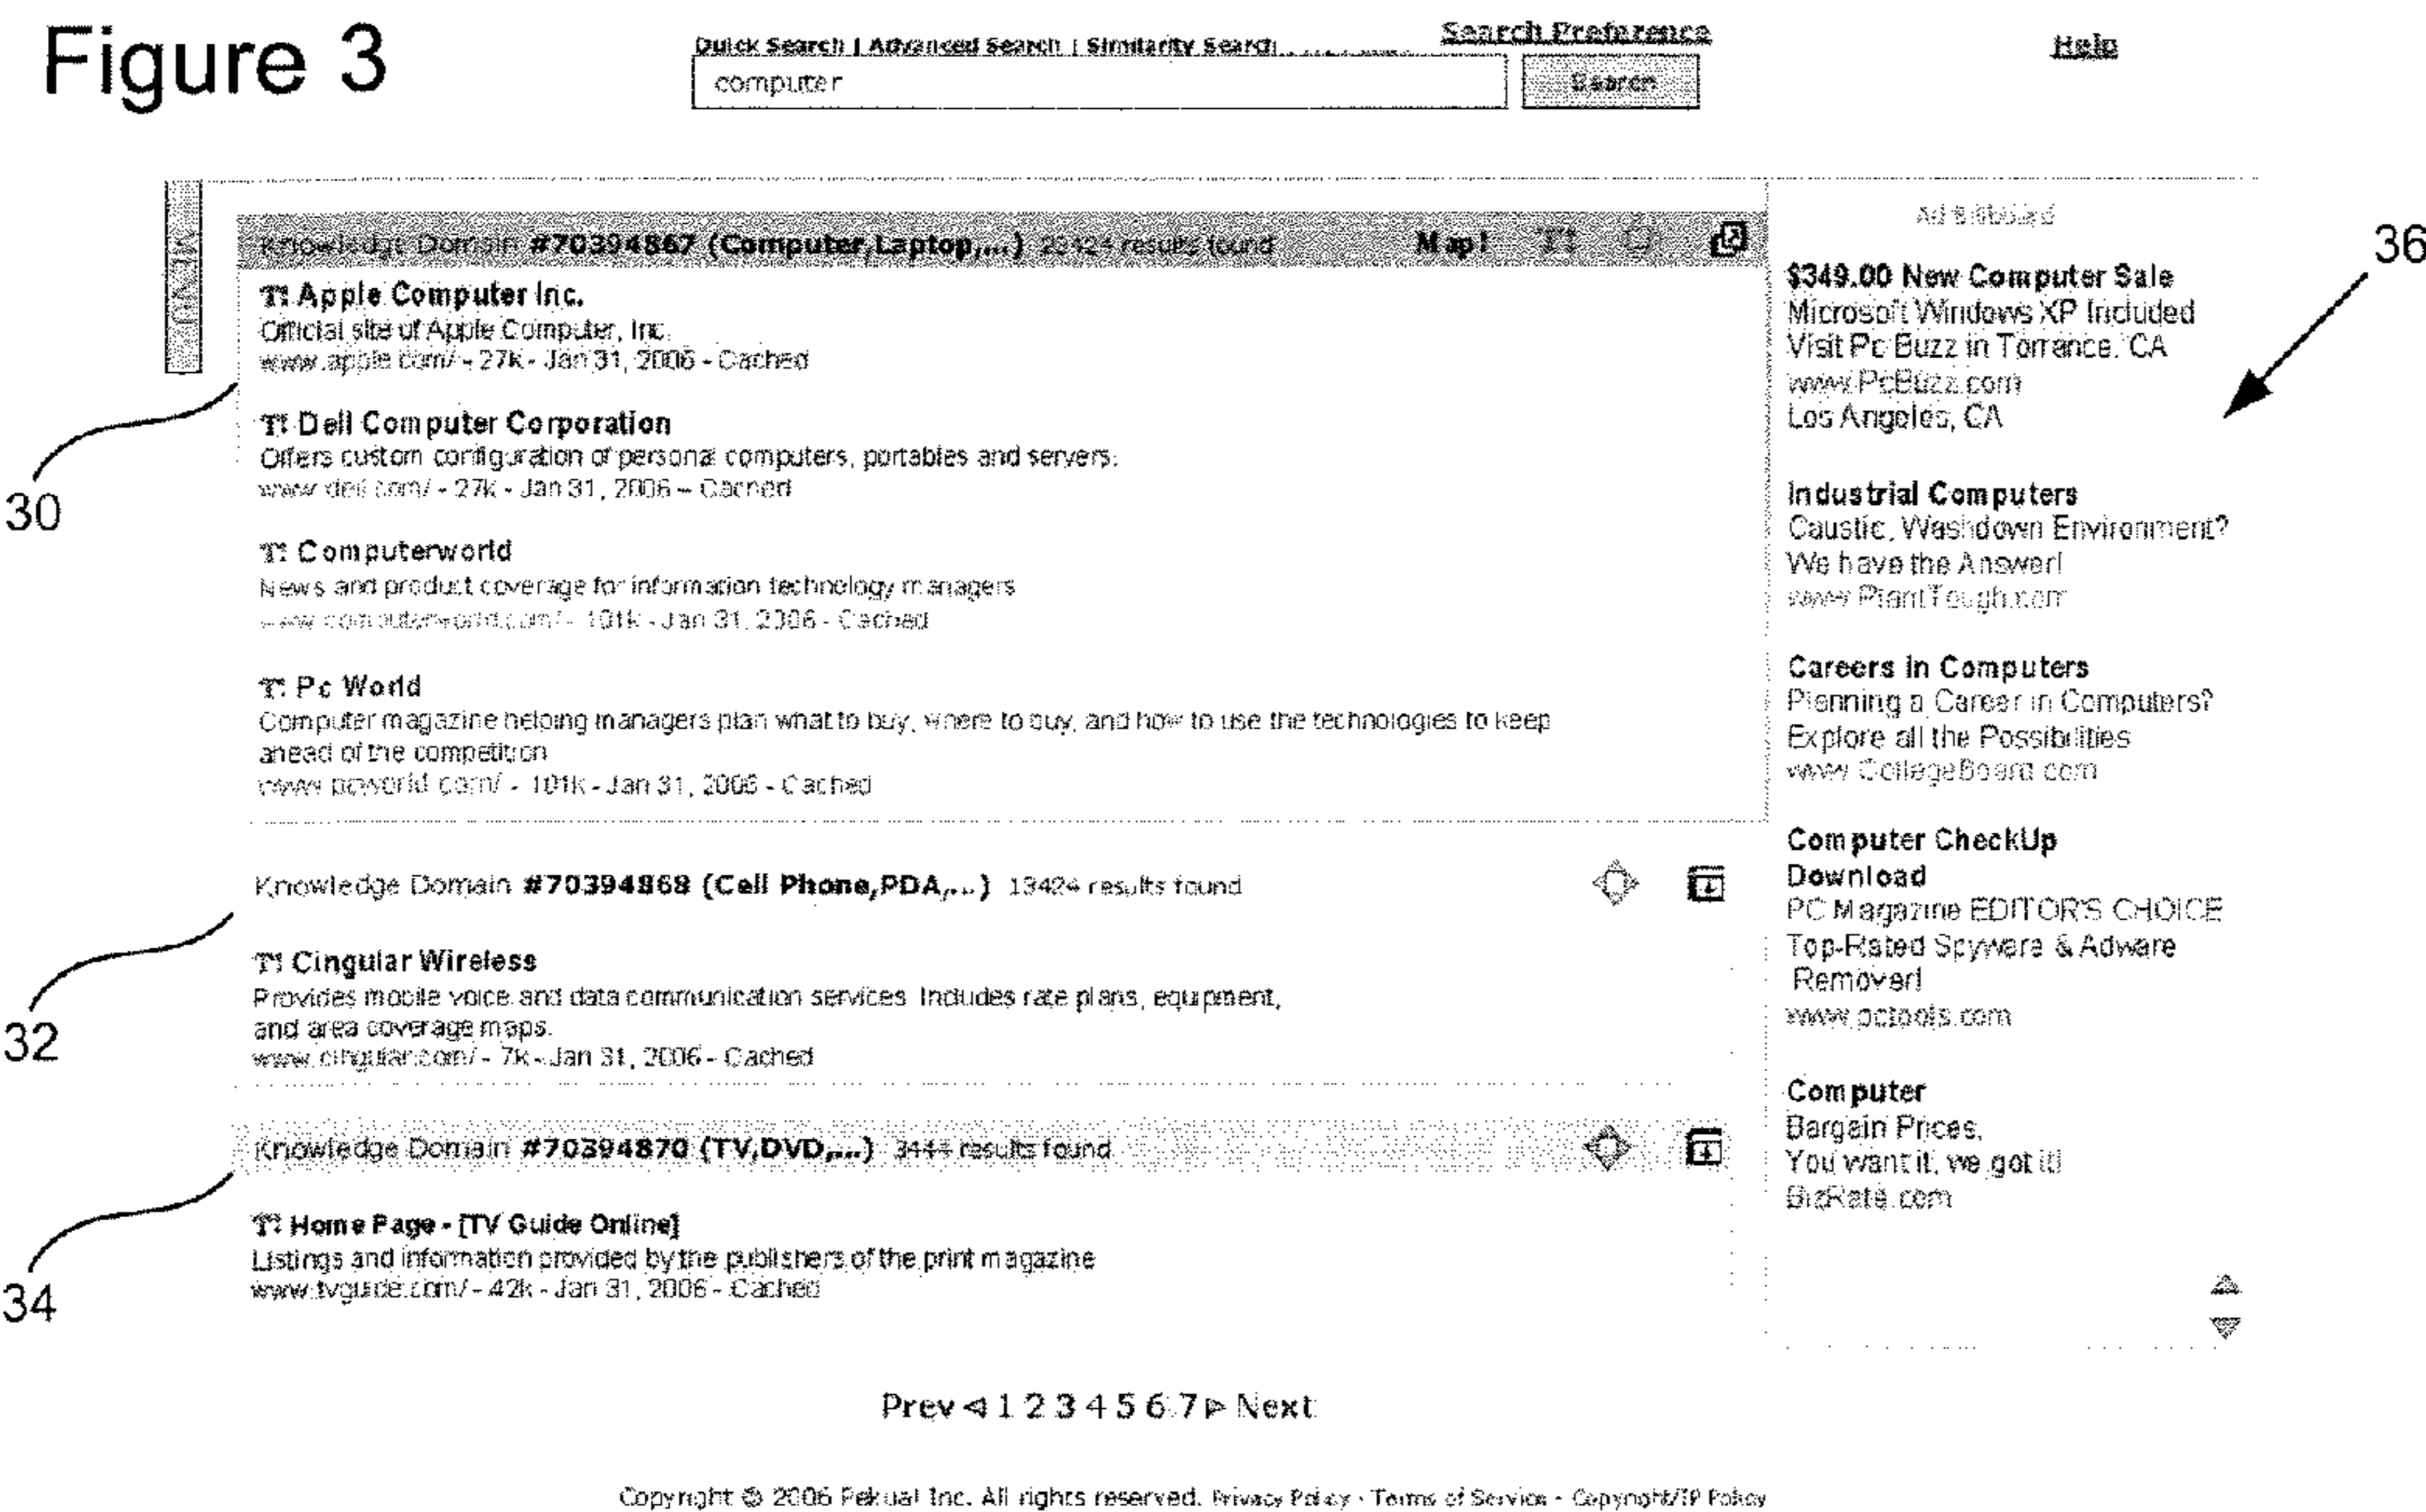 Figure 3
Quick Search | Advanced Search | Similarity Search
Search Preference
Help
computer
Search
MENU
Knowledge Domain #70394867 (Computer,Laptop,...) 23424 results found
Map!
T!
T! Apple Computer Inc.
Official site of Apple Computer, Inc.
www.apple.com/ - 27k - Jan 31, 2006 - Cached
T! Dell Computer Corporation
Offers custom configuration of personal computers, portables and servers.
www.dell.com/ - 27k - Jan 31, 2006 – Cached
T! Computerworld
News and product coverage for information technology managers
www.computerworld.com/ - 101k - Jan 31, 2006 - Cached
T! Pc World
Computer magazine helping managers plan what to buy, where to buy, and how to use the technologies to keep
ahead of the competition
www.pcworld.com/ - 101k - Jan 31, 2006 - Cached
30
Knowledge Domain #70394868 (Cell Phone,PDA,...) 13424 results found
T! Cingular Wireless
Provides mobile voice and data communication services. Includes rate plans, equipment,
and area coverage maps.
www.cingular.com/ - 7k - Jan 31, 2006 - Cached
32
Knowledge Domain #70394870 (TV,DVD,...) 3444 results found
T! Home Page - [TV Guide Online]
Listings and information provided by the publishers of the print magazine
www.tvguide.com/ - 42k - Jan 31, 2006 - Cached
34
Ad Billboard
36
$349.00 New Computer Sale
Microsoft Windows XP Included
Visit Pc Buzz in Torrance, CA
www.PcBuzz.com
Los Angeles, CA
Industrial Computers
Caustic, Washdown Environment?
We have the Answer!
www.PlantTough.com
Careers in Computers
Planning a Career in Computers?
Explore all the Possibilities
www.CollegeBoard.com
Computer CheckUp
Download
PC Magazine EDITOR'S CHOICE
Top-Rated Spyware & Adware
Remover!
www.pctools.com
Computer
Bargain Prices.
You want it, we got it!
BizRate.com
Prev 1 2 3 4 5 6 7 Next
Copyright © 2006 Pekual Inc. All rights reserved. Privacy Policy - Terms of Service - Copyright/IP Policy